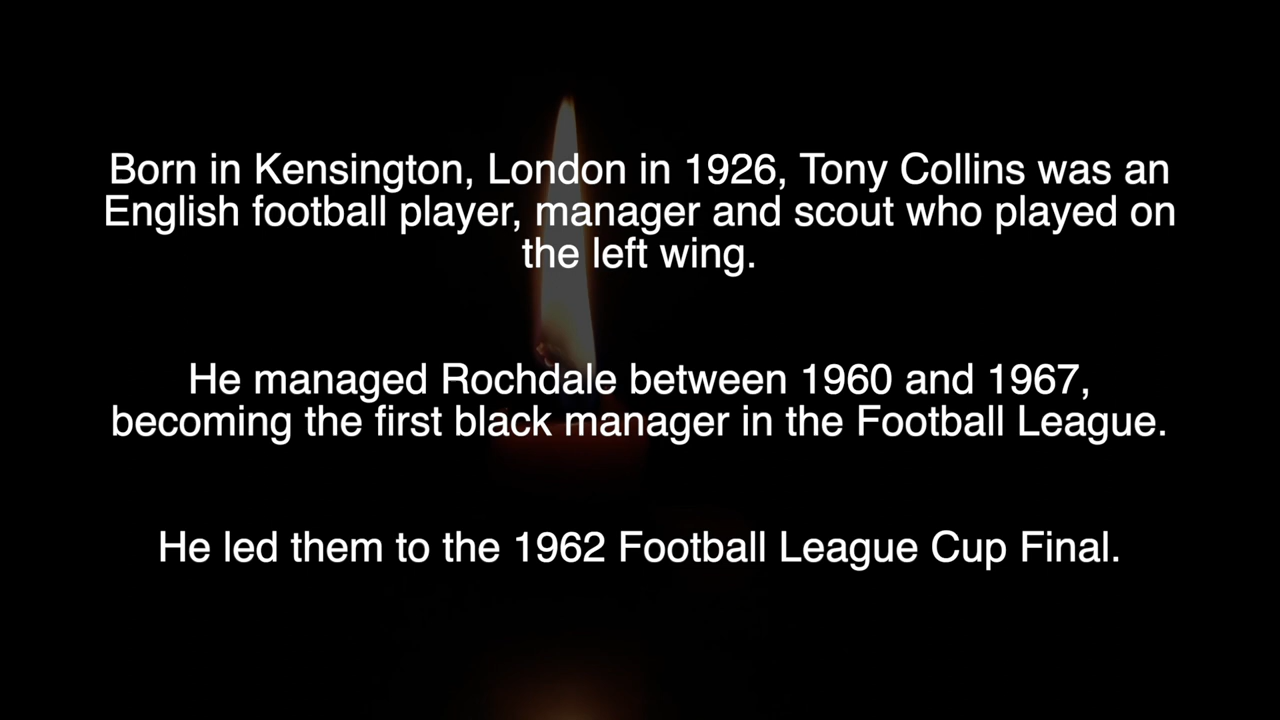 Born in Kensington, London in 1926, Tony Collins was an
English football player, manager and scout who played on
the left wing.
He managed Rochdale between 1960 and 1967,
becoming the first black manager in the Football League.
He led them to the 1962 Football League Cup Final.